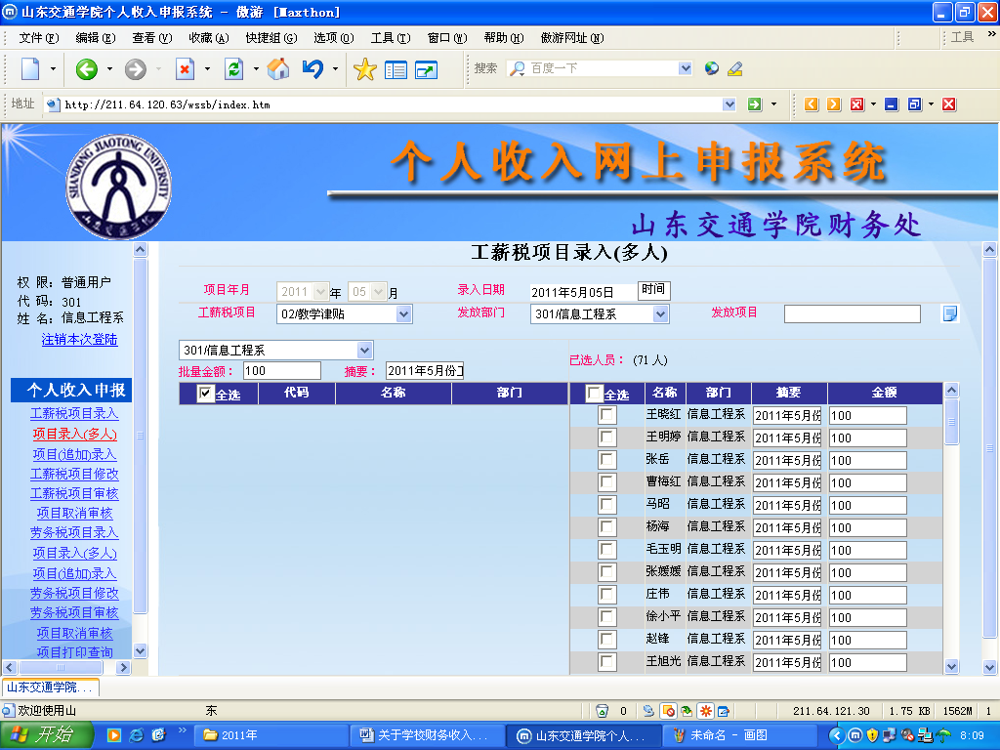 山东交通学院个人收入申报系统 - 傲游 [Maxthon]
文件(F) 编辑(E) 查看(V) 收藏(A) 快捷组(G) 选项(O) 工具(T) 窗口(W) 帮助(H) 傲游网址(N) 工具 »
搜索 百度一下
地址 http://211.64.120.63/wssb/index.htm
SHANDONG JIAOTONG UNIVERSITY
个人收入网上申报系统
山东交通学院财务处
权 限: 普通用户
代 码: 301
姓 名: 信息工程系
注销本次登陆
个人收入申报
工薪税项目录入
项目录入(多人)
项目(追加)录入
工薪税项目修改
工薪税项目审核
项目取消审核
劳务税项目录入
项目录入(多人)
项目(追加)录入
劳务税项目修改
劳务税项目审核
项目取消审核
项目打印查询
工薪税项目录入(多人)
项目年月 2011 年 05 月 录入日期 2011年5月05日 时间
工薪税项目 02/教学津贴 发放部门 301/信息工程系 发放项目
301/信息工程系
批量金额: 100 摘要: 2011年5月份工
已选人员: (71 人)
全选 代码 名称 部门
全选 名称 部门 摘要 金额
王晓红 信息工程系 2011年5月份 100
王明婷 信息工程系 2011年5月份 100
张岳 信息工程系 2011年5月份 100
曹梅红 信息工程系 2011年5月份 100
马昭 信息工程系 2011年5月份 100
杨海 信息工程系 2011年5月份 100
毛玉明 信息工程系 2011年5月份 100
张媛媛 信息工程系 2011年5月份 100
庄伟 信息工程系 2011年5月份 100
徐小平 信息工程系 2011年5月份 100
赵锋 信息工程系 2011年5月份 100
王旭光 信息工程系 2011年5月份 100
山东交通学院...
欢迎使用山 东 0 211.64.121.30 1.75 KB 1562M 1
开始 » 2011年 关于学校财务收入... 山东交通学院个人... 未命名 - 画图 8:09